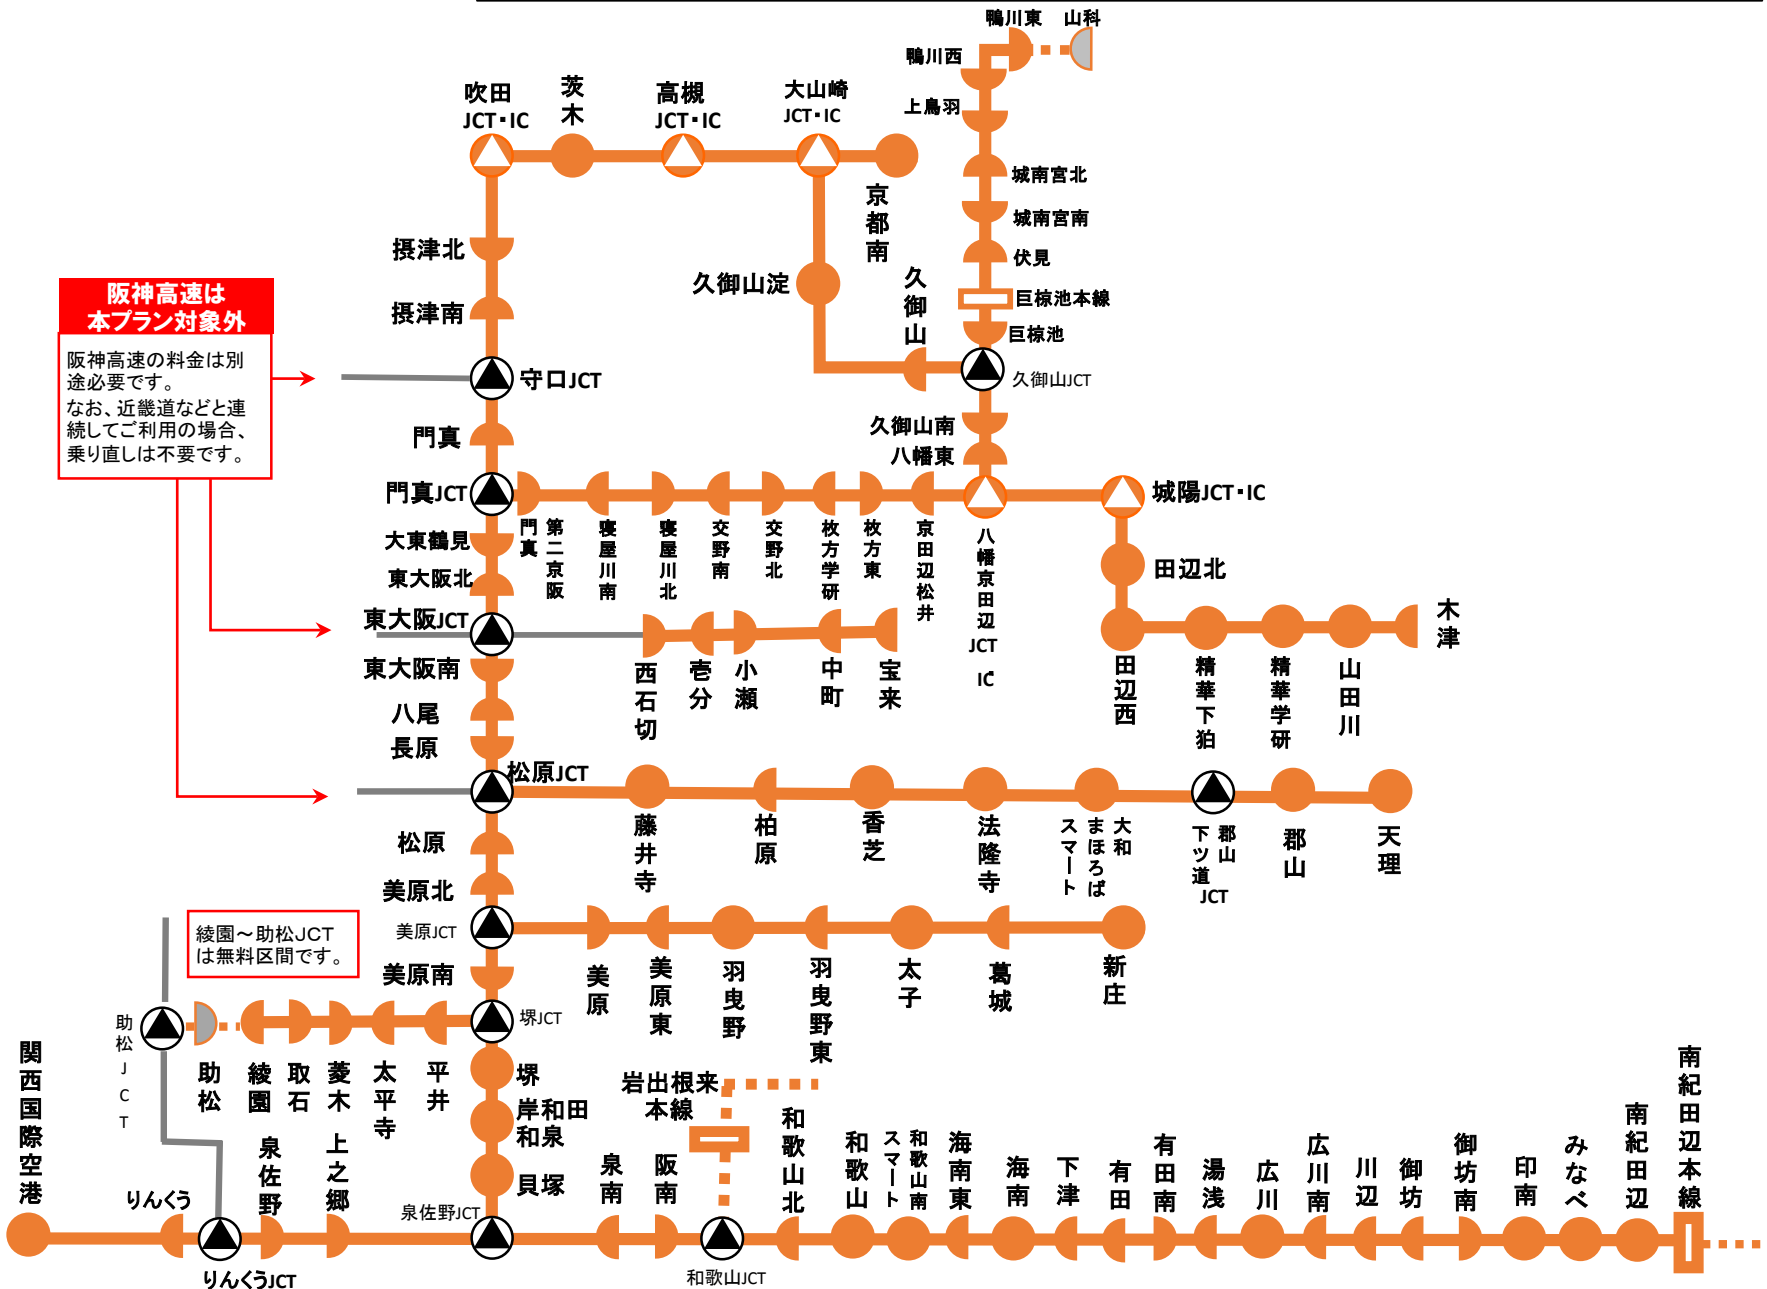 鴨川東
山科
鴨川西
上鳥羽
城南宮北
城南宮南
伏見
巨椋池本線
巨椋池
久御山JCT
久御山南
八幡東
吹田
JCT・IC
茨木
高槻
JCT・IC
大山崎
JCT・IC
京都南
摂津北
摂津南
久御山淀
久御山
阪神高速は
本プラン対象外
阪神高速の料金は別
途必要です。
なお、近畿道などと連
続してご利用の場合、
乗り直しは不要です。
守口JCT
門真
門真JCT
門真
第二京阪
寝屋川南
寝屋川北
交野南
交野北
枚方学研
枚方東
京田辺松井
八幡京田辺
JCT
・
IC
城陽JCT・IC
田辺北
田辺西
精華下狛
精華学研
山田川
木津
大東鶴見
東大阪北
東大阪JCT
西石切
壱分
小瀬
中町
宝来
東大阪南
八尾
長原
松原JCT
藤井寺
柏原
香芝
法隆寺
大和
まほろば
スマート
郡山
下ツ道
JCT
郡山
天理
松原
美原北
美原JCT
美原
美原東
羽曳野
羽曳野東
太子
葛城
新庄
美原南
綾園～助松JCT
は無料区間です。
堺JCT
助松JCT
助松
綾園
取石
菱木
太平寺
平井
堺
岸和田
和泉
貝塚
関西国際空港
りんくう
りんくうJCT
泉佐野
上之郷
泉佐野JCT
泉南
阪南
岩出根来
本線
和歌山JCT
和歌山北
和歌山
和歌山南
スマート
海南東
海南
下津
有田
有田南
湯浅
広川
広川南
川辺
御坊
御坊南
印南
みなべ
南紀田辺
南紀田辺本線